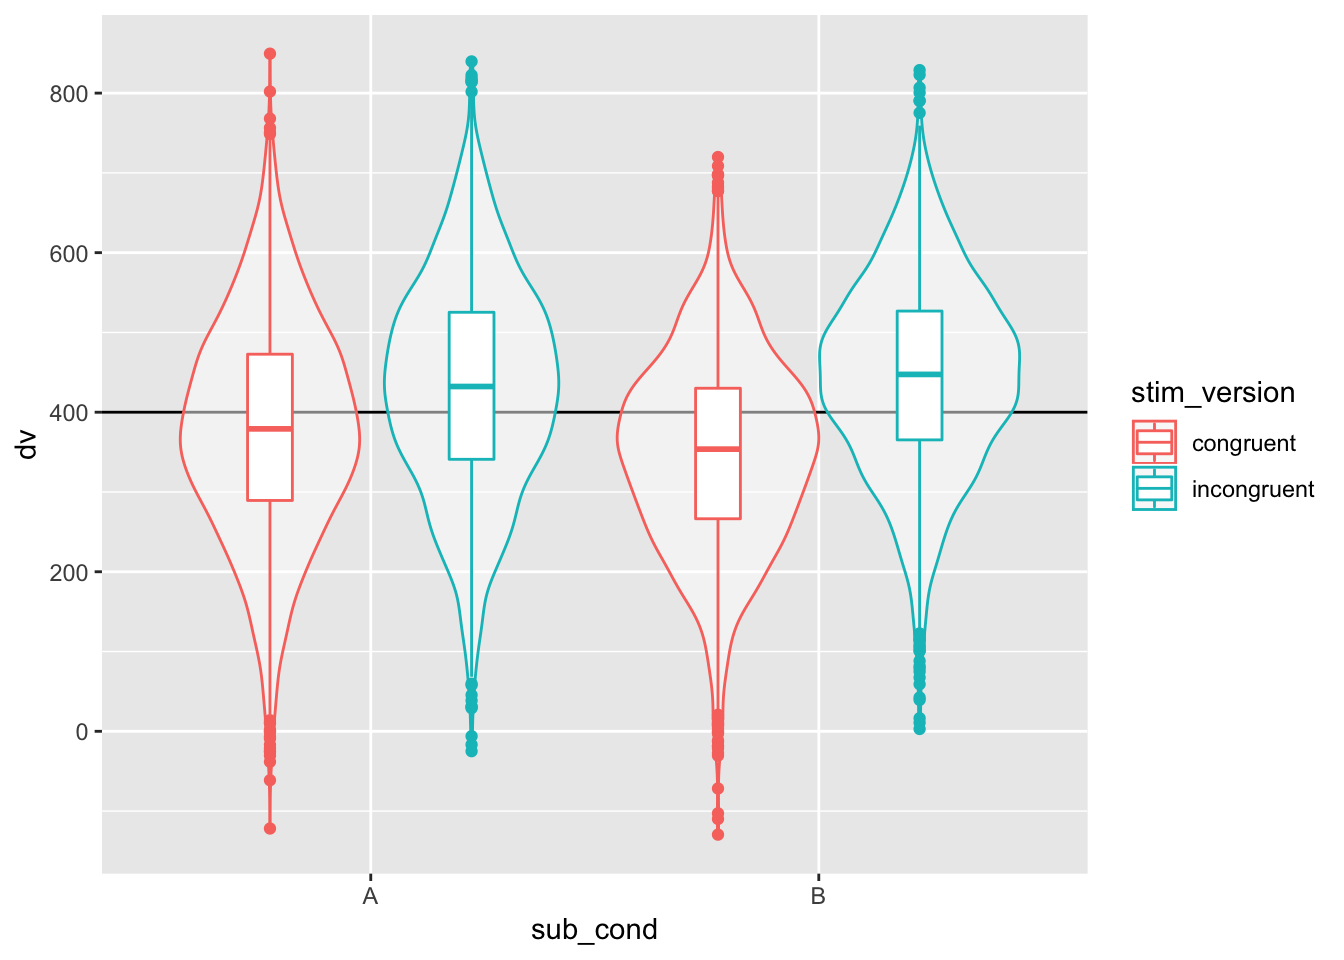 800
600
400
200
0
dv
A
B
sub_cond
stim_version
congruent
incongruent